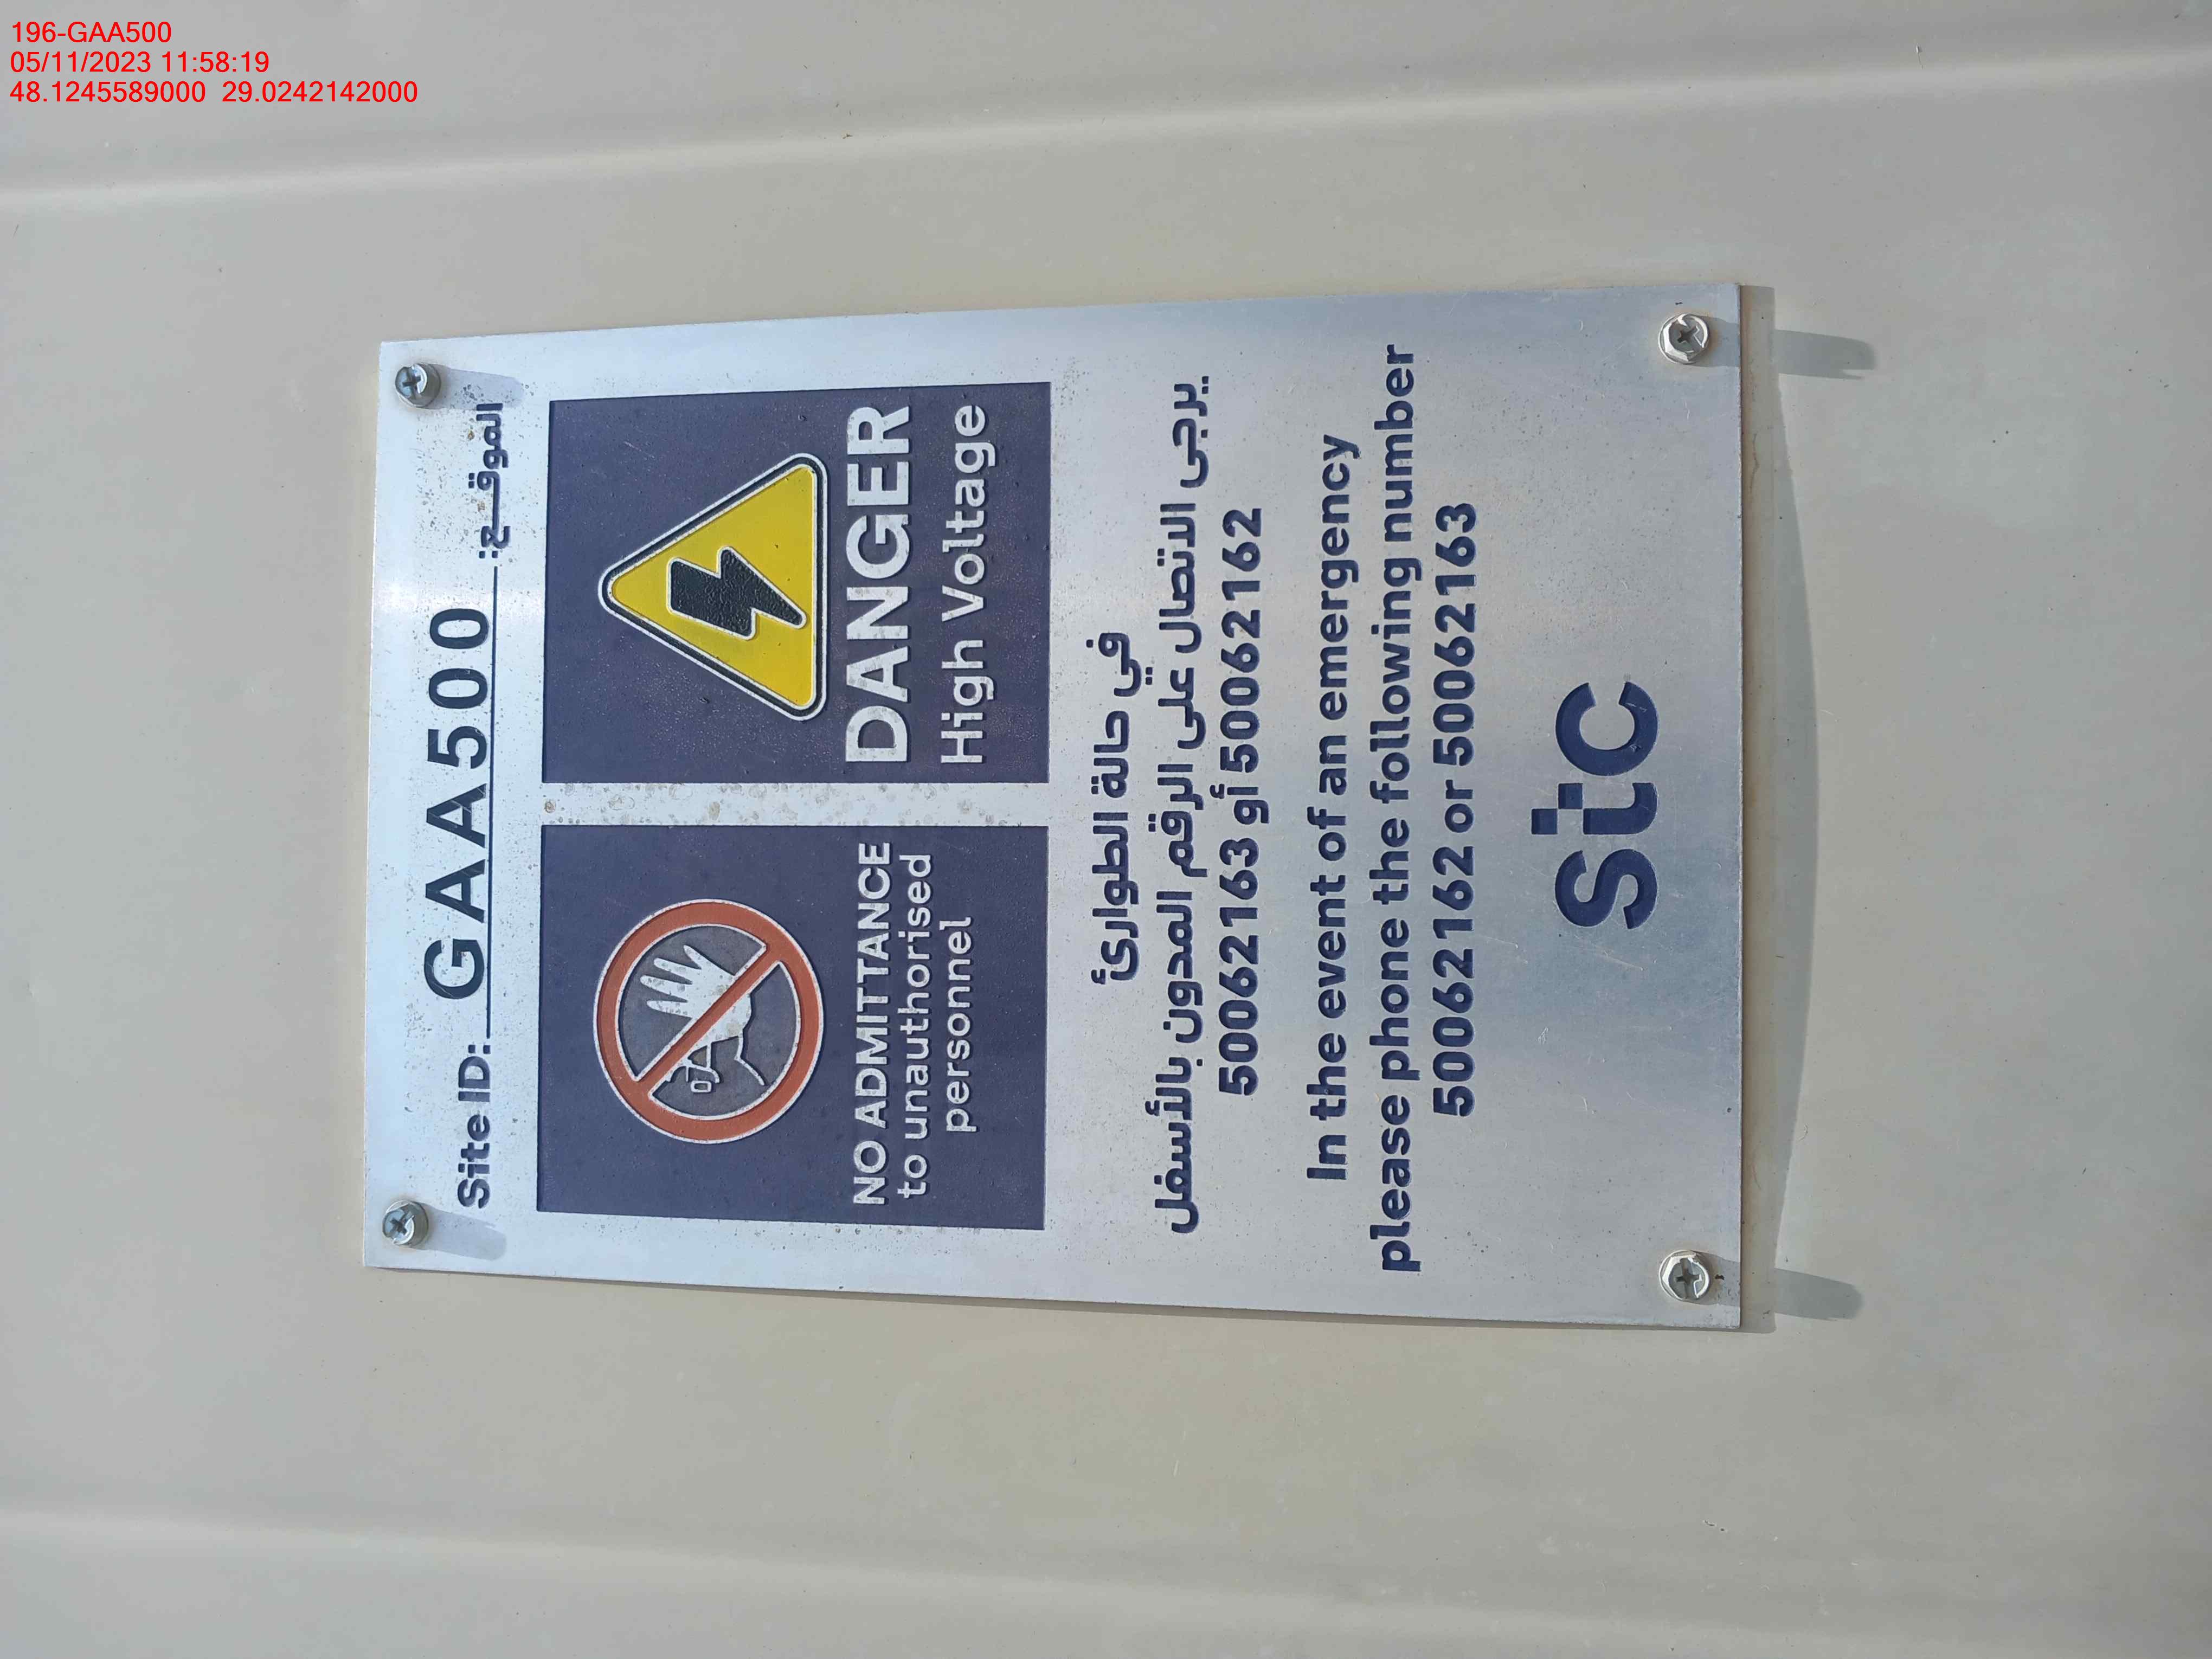 196-GAA500
05/11/2023 11:58:19
48.1245589000 29.0242142000
Site ID: GAA500 الموقع:
NO ADMITTANCE
to unauthorised
personnel
DANGER
High Voltage
في حالة الطوارئ
يرجى الاتصال على الرقم المدون بالأسفل
50062163 أو 50062162
In the event of an emergency
please phone the following number
50062162 or 50062163
stc